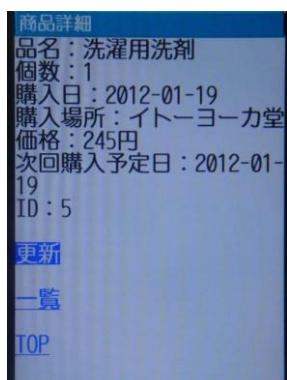 商品詳細
品名：洗濯用洗剤
個数：1
購入日：2012-01-19
購入場所：イトーヨーカ堂
価格：245円
次回購入予定日：2012-01-
19
ID：5
更新
一覧
TOP